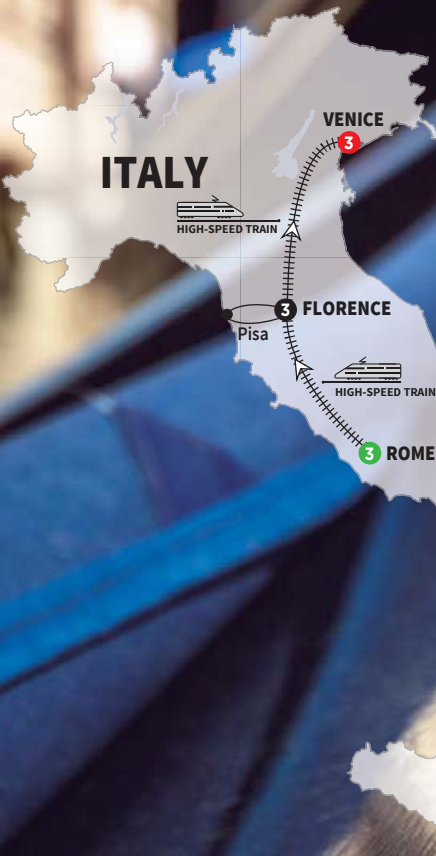 VENICE
3
ITALY
HIGH-SPEED TRAIN
3 FLORENCE
Pisa
HIGH-SPEED TRAIN
3 ROME